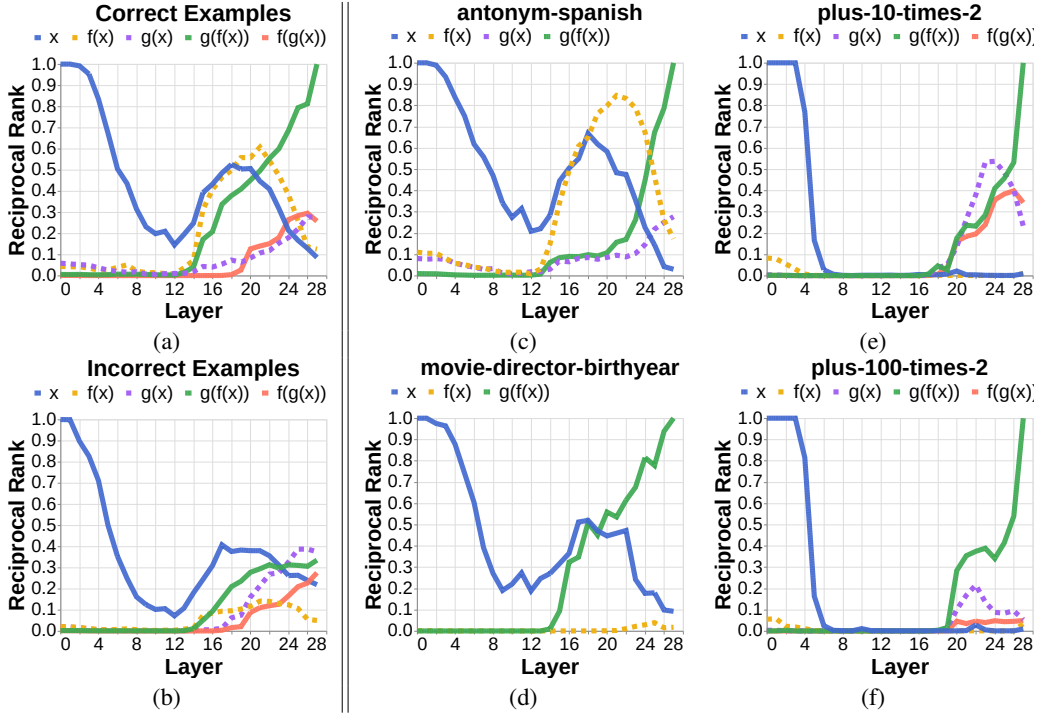 Correct Examples
x f(x) g(x) g(f(x)) f(g(x))
Reciprocal Rank
1.0
0.9
0.8
0.7
0.6
0.5
0.4
0.3
0.2
0.1
0.0
0 4 8 12 16 20 24 28
Layer
(a)
Incorrect Examples
x f(x) g(x) g(f(x)) f(g(x))
Reciprocal Rank
1.0
0.9
0.8
0.7
0.6
0.5
0.4
0.3
0.2
0.1
0.0
0 4 8 12 16 20 24 28
Layer
(b)
antonym-spanish
x f(x) g(x) g(f(x))
Reciprocal Rank
1.0
0.9
0.8
0.7
0.6
0.5
0.4
0.3
0.2
0.1
0.0
0 4 8 12 16 20 24 28
Layer
(c)
movie-director-birthyear
x f(x) g(f(x))
Reciprocal Rank
1.0
0.9
0.8
0.7
0.6
0.5
0.4
0.3
0.2
0.1
0.0
0 4 8 12 16 20 24 28
Layer
(d)
plus-10-times-2
x f(x) g(x) g(f(x)) f(g(x)
Reciprocal Rank
1.0
0.9
0.8
0.7
0.6
0.5
0.4
0.3
0.2
0.1
0.0
0 4 8 12 16 20 24 28
Layer
(e)
plus-100-times-2
x f(x) g(x) g(f(x)) f(g(x)
Reciprocal Rank
1.0
0.9
0.8
0.7
0.6
0.5
0.4
0.3
0.2
0.1
0.0
0 4 8 12 16 20 24 28
Layer
(f)